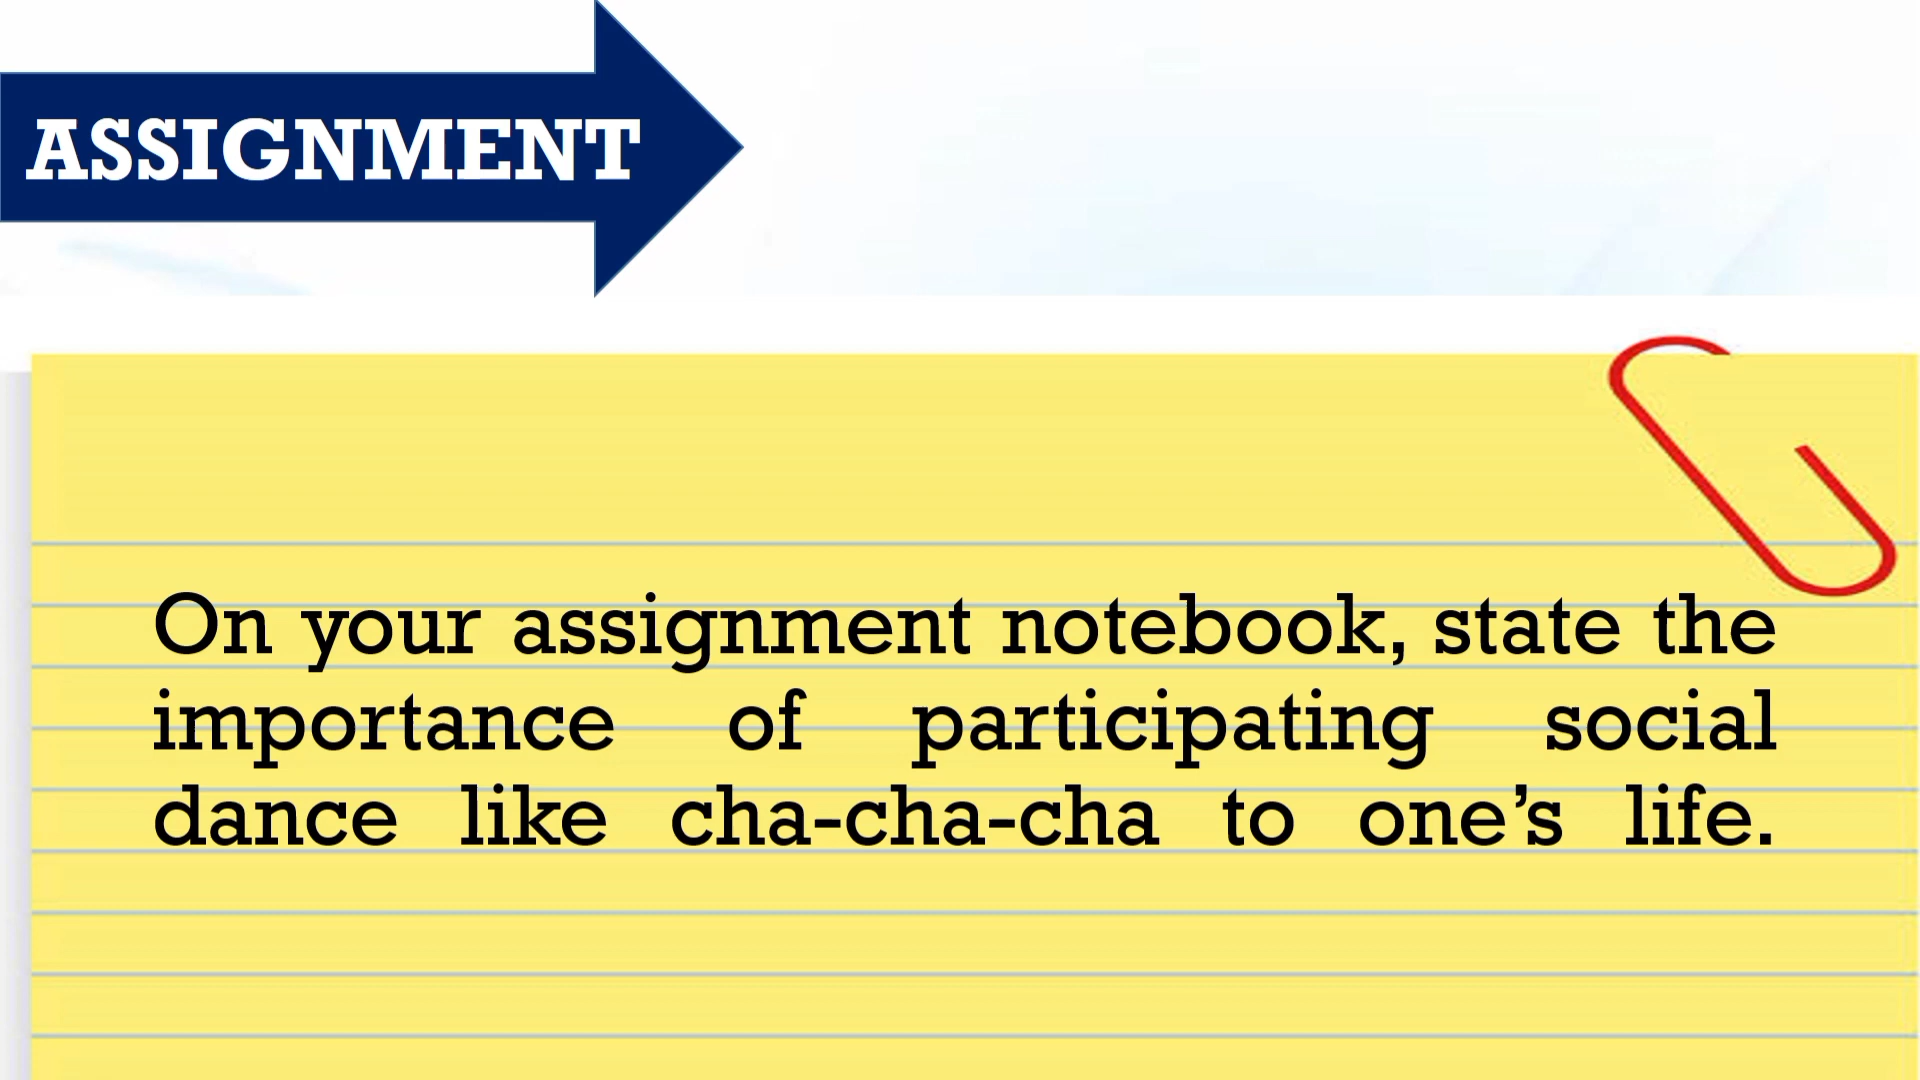 ASSIGNMENT
On your assignment notebook, state the
importance of participating social
dance like cha-cha-cha to one’s life.